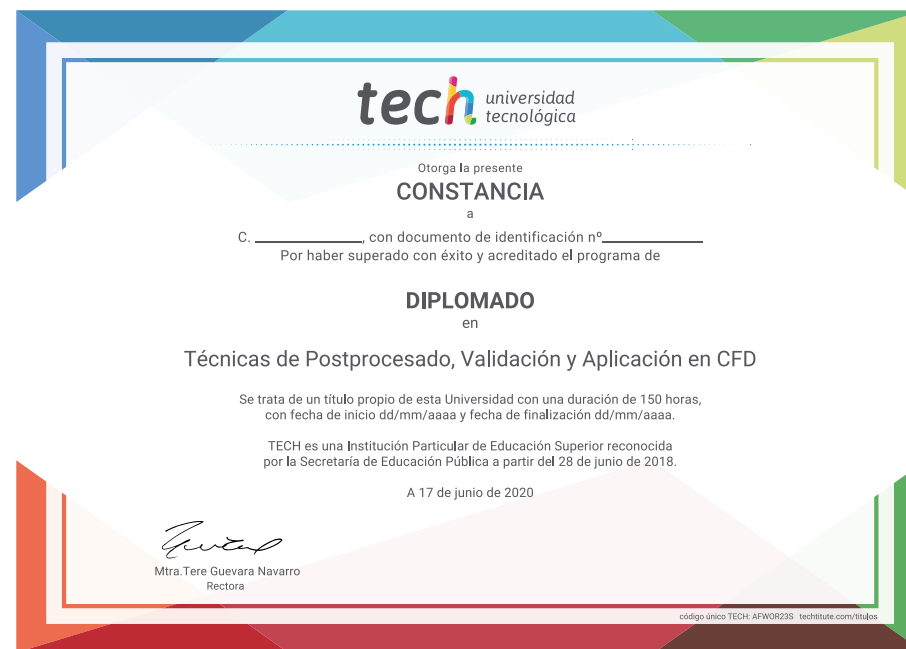 tech universidad
tecnológica
Otorga la presente
CONSTANCIA
a
C. ______________, con documento de identificación nº_____________
Por haber superado con éxito y acreditado el programa de
DIPLOMADO
en
Técnicas de Postprocesado, Validación y Aplicación en CFD
Se trata de un título propio de esta Universidad con una duración de 150 horas,
con fecha de inicio dd/mm/aaaa y fecha de finalización dd/mm/aaaa.
TECH es una Institución Particular de Educación Superior reconocida
por la Secretaría de Educación Pública a partir del 28 de junio de 2018.
A 17 de junio de 2020
Mtra.Tere Guevara Navarro
Rectora
código único TECH: AFWOR23S techtitute.com/titulos